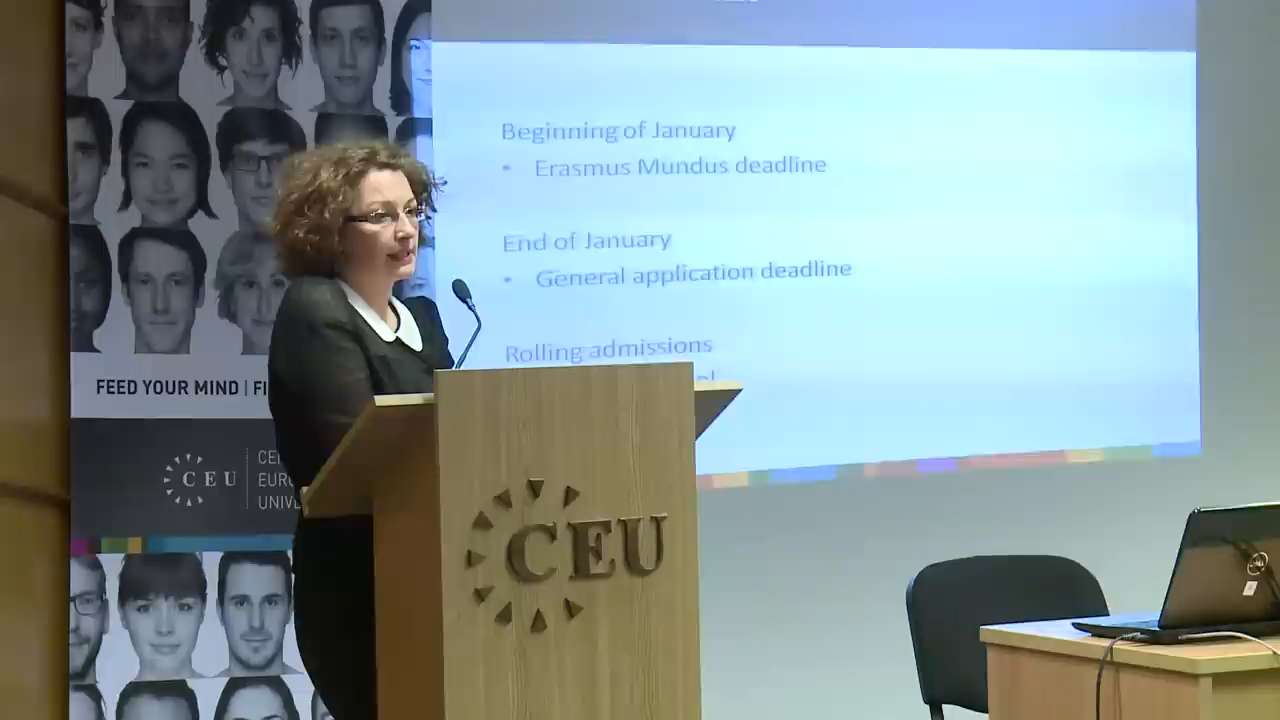 Beginning of January
• Erasmus Mundus deadline
End of January
• General application deadline
Rolling admissions
FEED YOUR MIND | FI
CEU
CEU